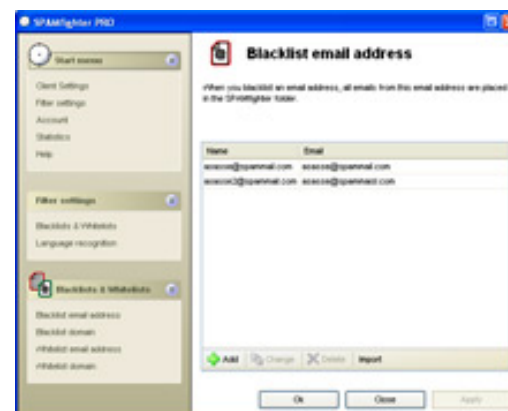 SPAMfighter PRO
Start menu
Client Settings
Filter settings
Account
Statistics
Help
Filter settings
Blacklists & Whitelists
Language recognition
Blacklists & Whitelists
Blacklist email address
Blacklist domain
Whitelist email address
Whitelist domain
Blacklist email address
When you blacklist an email address, all emails from this email address are placed
in the SPAMfighter folder.
Name Email
Add Change Delete Import
Ok Close Apply